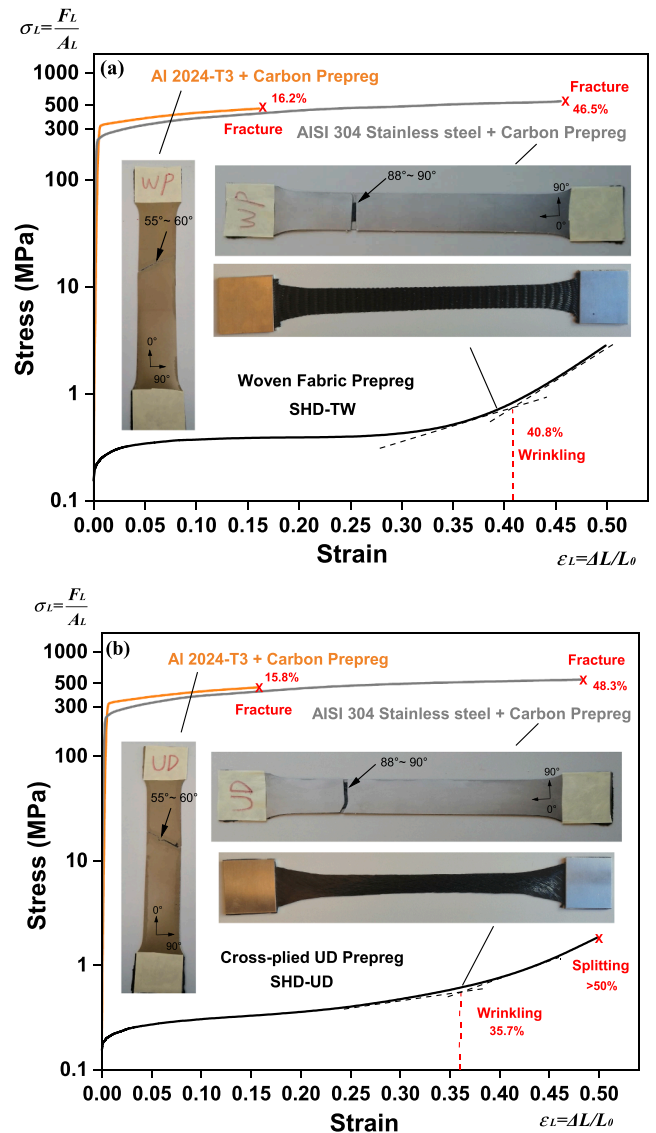 σL=FL/AL
(a)
Al 2024-T3 + Carbon Prepreg
1000
500
300
100
10
1
0.1
Stress (MPa)
16.2%
Fracture
Fracture
46.5%
AISI 304 Stainless steel + Carbon Prepreg
WP
55°~ 60°
0°
90°
WP
88°~ 90°
90°
0°
Woven Fabric Prepreg
SHD-TW
40.8%
Wrinkling
0.00 0.05 0.10 0.15 0.20 0.25 0.30 0.35 0.40 0.45 0.50
Strain
εL=ΔL/L0
σL=FL/AL
(b)
Al 2024-T3 + Carbon Prepreg
1000
500
300
100
10
1
0.1
Stress (MPa)
15.8%
Fracture
Fracture
48.3%
AISI 304 Stainless steel + Carbon Prepreg
UD
55°~ 60°
0°
90°
UD
88°~ 90°
90°
0°
Cross-plied UD Prepreg
SHD-UD
Splitting
>50%
Wrinkling
35.7%
0.00 0.05 0.10 0.15 0.20 0.25 0.30 0.35 0.40 0.45 0.50
Strain
εL=ΔL/L0